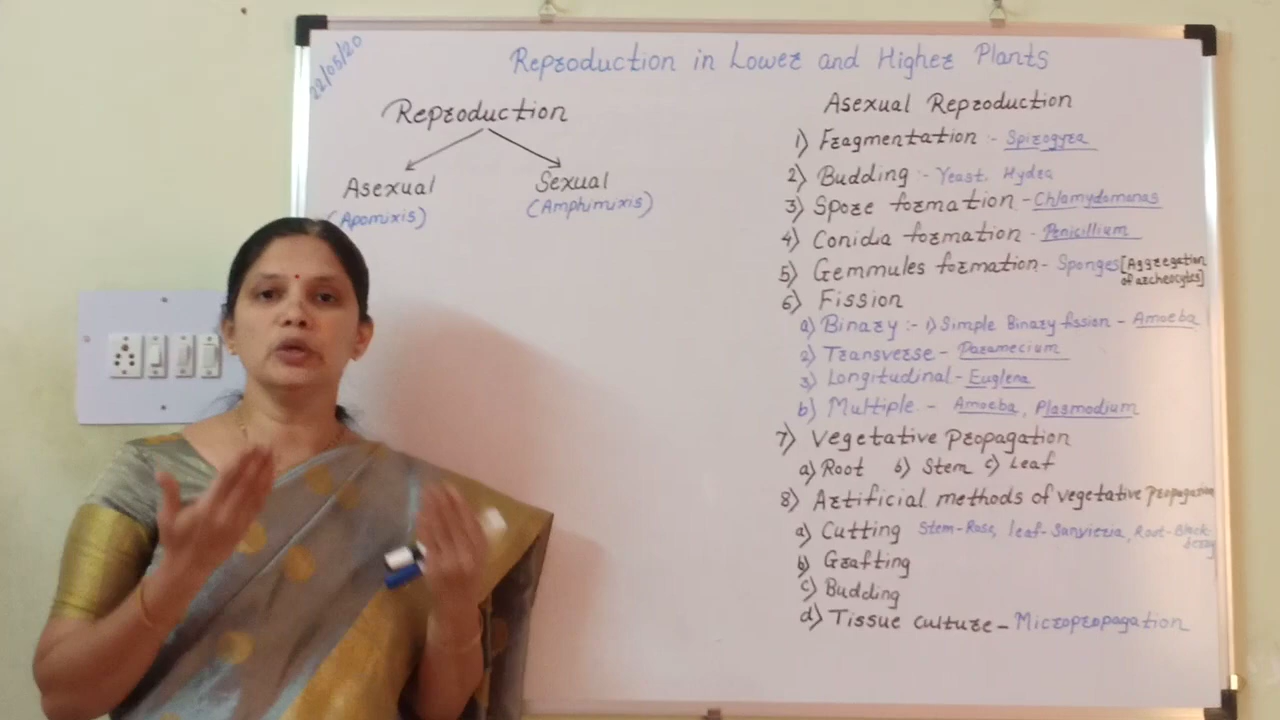 22/05/20
Reproduction in Lower and Higher Plants
Reproduction
Asexual
(Apomixis)
Sexual
(Amphimixis)
Asexual Reproduction
1) Fragmentation :- Spirogyra
2) Budding :- Yeast, Hydra
3) Spore formation - Chlamydomonas
4) Conidia formation - Penicillium
5) Gemmules formation - Sponges [Aggregation
of archeocytes]
6) Fission
a) Binary :- 1) Simple Binary fission - Amoeba
2) Transverse - Paramecium
3) Longitudinal - Euglena
b) Multiple - Amoeba, Plasmodium
7) Vegetative Propagation
a) Root b) Stem c) Leaf
8) Artificial methods of vegetative propagation
a) Cutting Stem-Rose, leaf-Sanvieria, Root-Black-
berry
b) Grafting
c) Budding
d) Tissue culture - Micropropagation